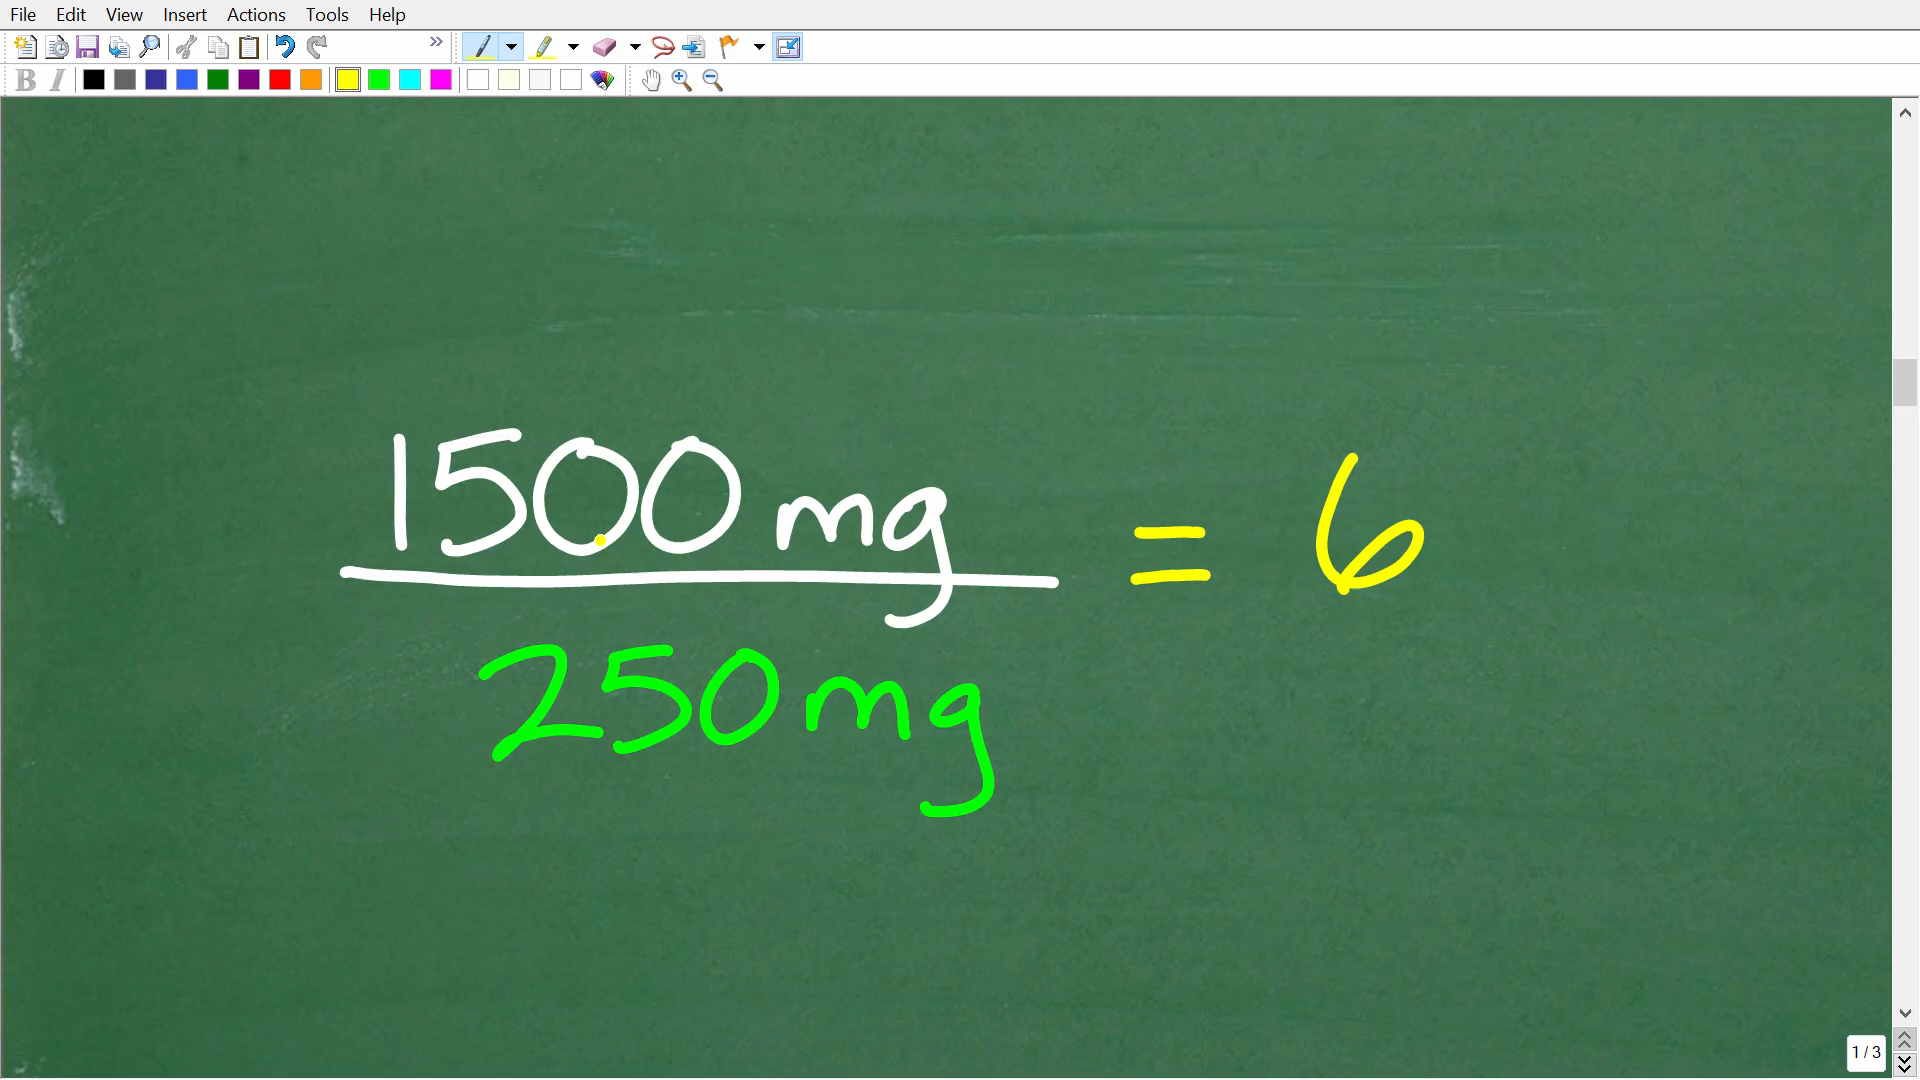 File Edit View Insert Actions Tools Help
B I
1500 mg
= 6
250 mg
1 / 3